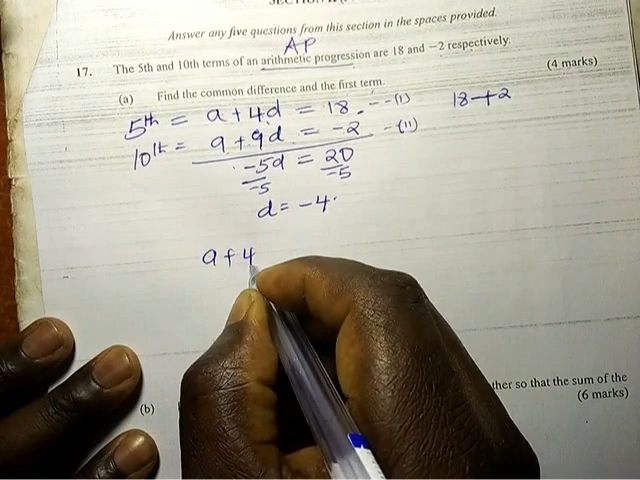 Answer any five questions from this section in the spaces provided.
AP
17. The 5th and 10th terms of an arithmetic progression are 18 and −2 respectively.
(4 marks)
(a) Find the common difference and the first term.
5th = a + 4d = 18 --- (i) 18 -+ 2
10th = a + 9d = -2 - (ii)
-5d = 20
-5 -5
d = -4.
a + 4
ther so that the sum of the
(b) (6 marks)